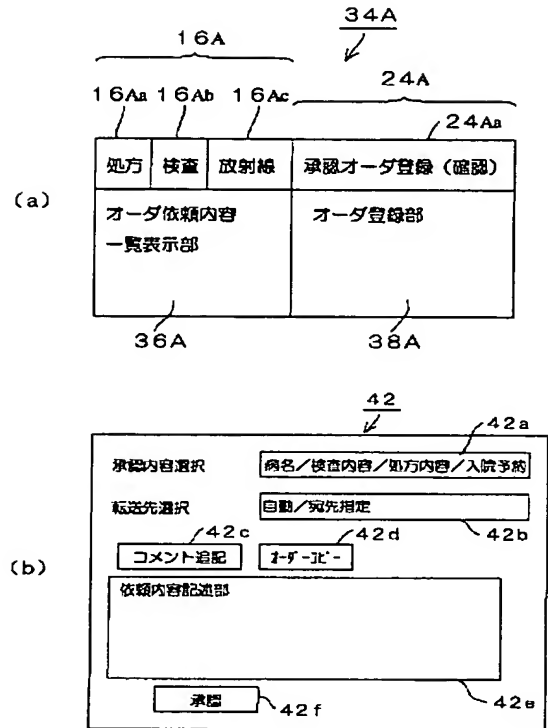 34A
16A
24A
16Aa 16Ab 16Ac
24Aa
(a)
処方 検査 放射線 承認オーダ登録（確認）
オーダ依頼内容 オーダ登録部
一覧表示部
36A 38A
42
42a
承認内容選択 病名／検査内容／処方内容／入院予約
転送先選択 自動／宛先指定
42c 42d 42b
(b)
コメント追記 オーダーコピー
依頼内容記述部
42e
承認 42f